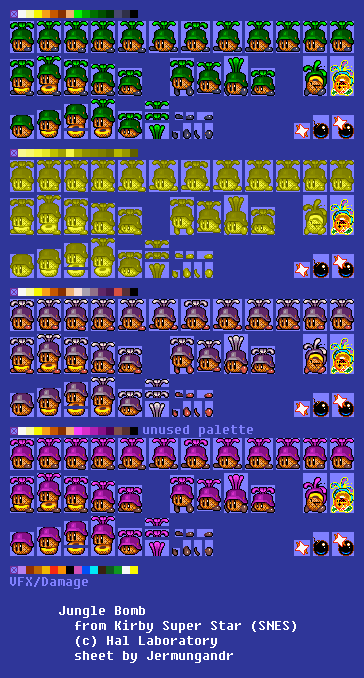 unused palette
VFX/Damage
Jungle Bomb
from Kirby Super Star (SNES)
(c) Hal Laboratory
sheet by Jermungandr